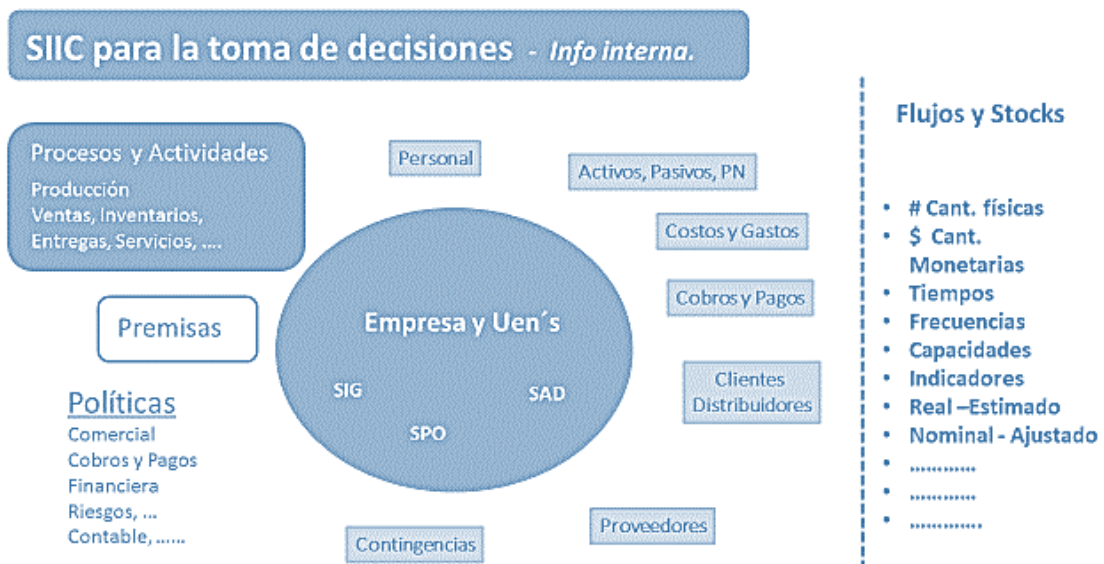 SIIC para la toma de decisiones - Info interna.
Procesos y Actividades
Producción
Ventas, Inventarios,
Entregas, Servicios, ....
Premisas
Políticas
Comercial
Cobros y Pagos
Financiera
Riesgos, ...
Contable, ......
Personal
Activos, Pasivos, PN
Costos y Gastos
Cobros y Pagos
Clientes
Distribuidores
Proveedores
Contingencias
Empresa y Uen´s
SIG
SAD
SPO
Flujos y Stocks
• # Cant. físicas
• $ Cant.
Monetarias
• Tiempos
• Frecuencias
• Capacidades
• Indicadores
• Real –Estimado
• Nominal - Ajustado
• ............
• ............
• .............